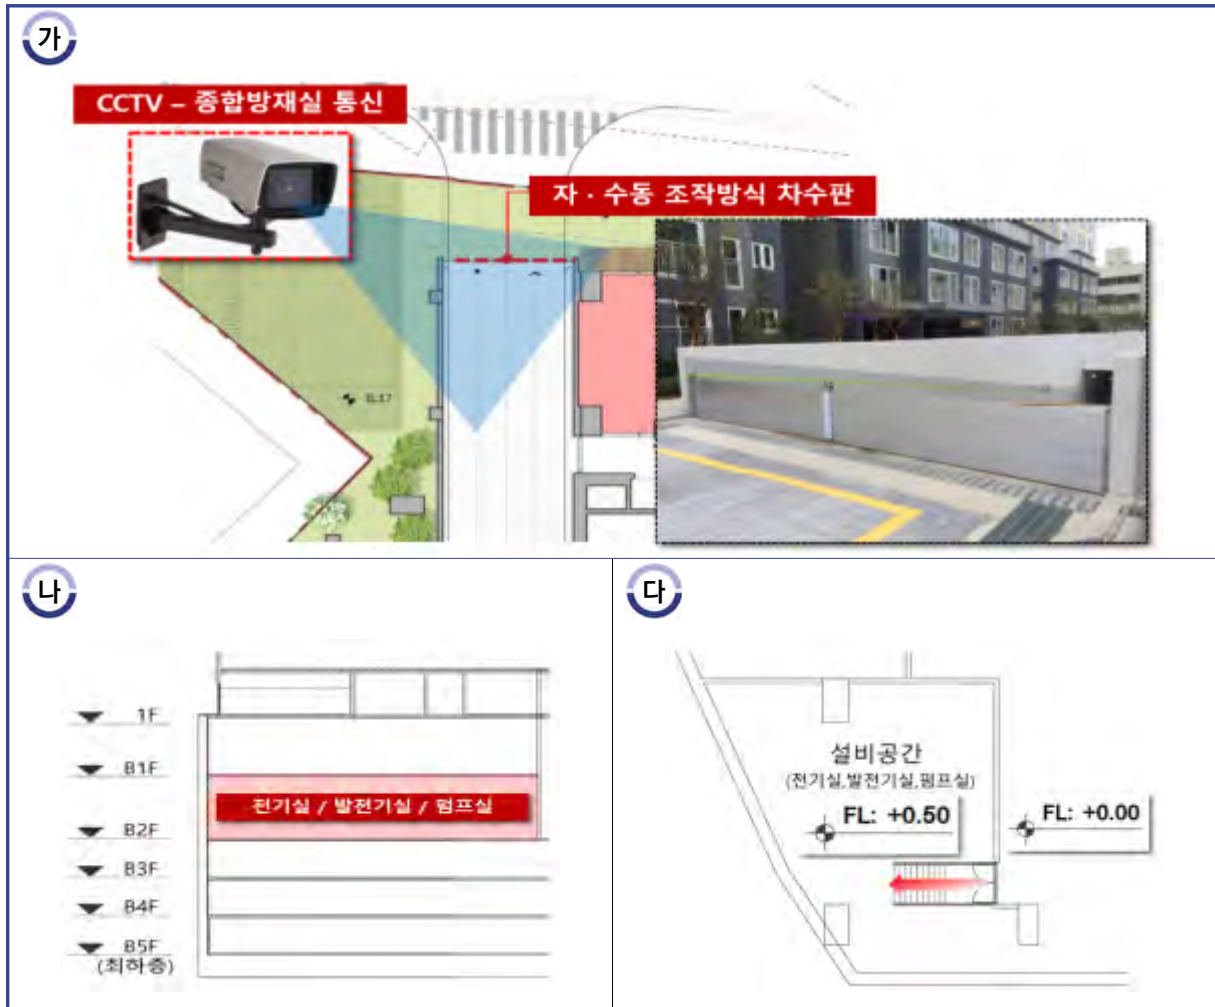 가
CCTV – 종합방재실 통신
자 · 수동 조작방식 차수판
나
1F
B1F
전기실 / 발전기실 / 펌프실
B2F
B3F
B4F
B5F
(최하층)
다
설비공간
(전기실,발전기실,펌프실)
FL: +0.50
FL: +0.00